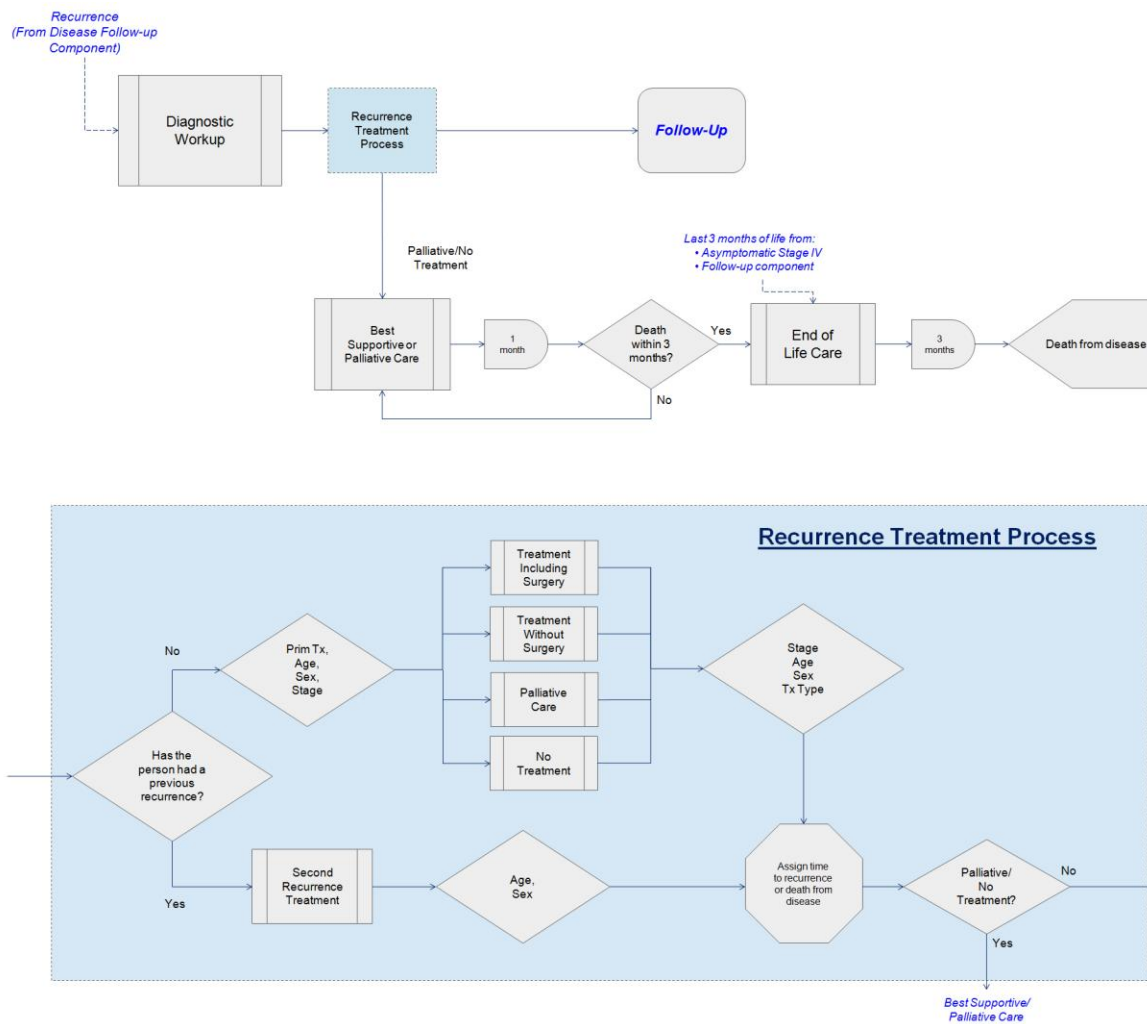 Recurrence
(From Disease Follow-up
Component)
Diagnostic
Workup
Recurrence
Treatment
Process
Follow-Up
Palliative/No
Treatment
Last 3 months of life from:
• Asymptomatic Stage IV
• Follow-up component
Best
Supportive or
Palliative Care
1
month
Death
within 3
months?
Yes
No
End of
Life Care
3
months
Death from disease
Recurrence Treatment Process
Has the
person had a
previous
recurrence?
No
Prim Tx,
Age,
Sex,
Stage
Treatment
Including
Surgery
Treatment
Without
Surgery
Palliative
Care
No
Treatment
Stage
Age
Sex
Tx Type
Yes
Second
Recurrence
Treatment
Age,
Sex
Assign time
to recurrence
or death from
disease
Palliative/
No
Treatment?
No
Yes
Best Supportive/
Palliative Care